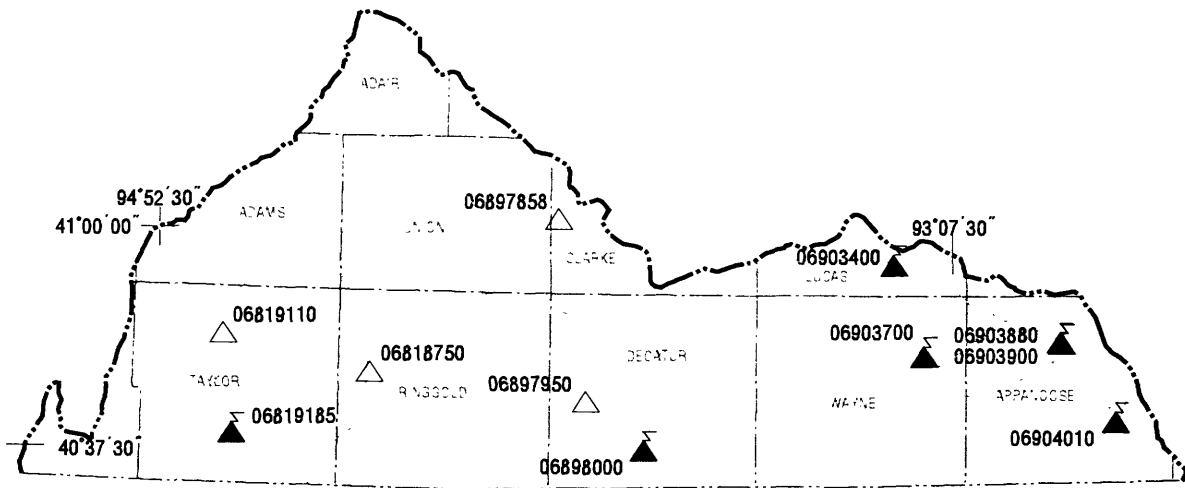 ADAIR
94°52'30"
41°00'00"
ADAMS
UNION
06897858
CLARKE
93°07'30"
06903400
LUCAS
06819110
06818750
TAYLOR
RINGGOLD
06897950
DECATUR
06903700
06903880
06903900
WAYNE
APPANOOSE
06819185
40°37'30"
06898000
06904010